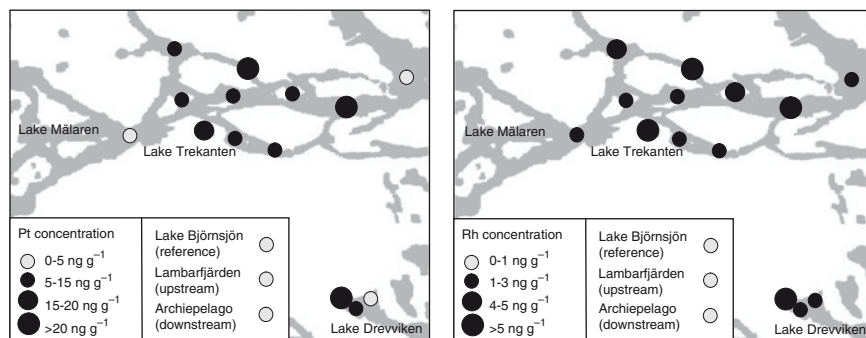 Lake Mälaren
Lake Trekanten
Pt concentration
0-5 ng g⁻¹
5-15 ng g⁻¹
15-20 ng g⁻¹
>20 ng g⁻¹
Lake Björnsjön
(reference)
Lambarfjärden
(upstream)
Archiepelago
(downstream)
Lake Drevviken
Lake Mälaren
Lake Trekanten
Rh concentration
0-1 ng g⁻¹
1-3 ng g⁻¹
4-5 ng g⁻¹
>5 ng g⁻¹
Lake Björnsjön
(reference)
Lambarfjärden
(upstream)
Archiepelago
(downstream)
Lake Drevviken